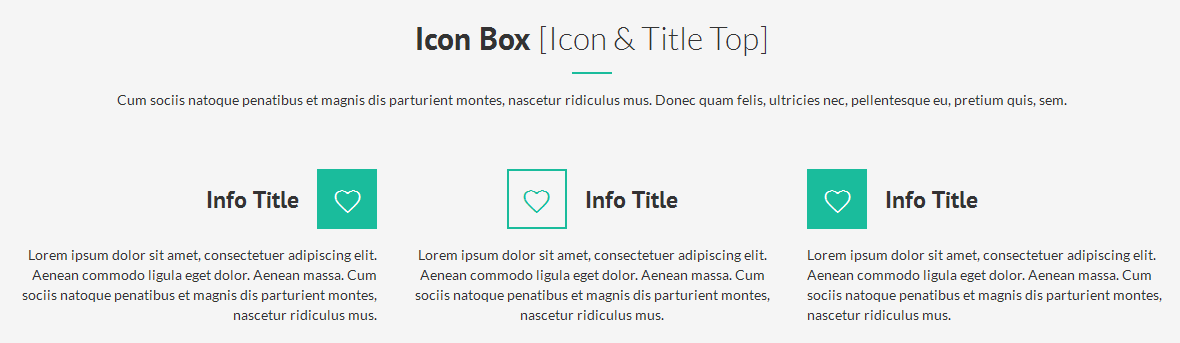 Icon Box [Icon & Title Top]
Cum sociis natoque penatibus et magnis dis parturient montes, nascetur ridiculus mus. Donec quam felis, ultricies nec, pellentesque eu, pretium quis, sem.
Info Title
Lorem ipsum dolor sit amet, consectetuer adipiscing elit.
Aenean commodo ligula eget dolor. Aenean massa. Cum
sociis natoque penatibus et magnis dis parturient montes,
nascetur ridiculus mus.
Info Title
Lorem ipsum dolor sit amet, consectetuer adipiscing elit.
Aenean commodo ligula eget dolor. Aenean massa. Cum
sociis natoque penatibus et magnis dis parturient montes,
nascetur ridiculus mus.
Info Title
Lorem ipsum dolor sit amet, consectetuer adipiscing elit.
Aenean commodo ligula eget dolor. Aenean massa. Cum
sociis natoque penatibus et magnis dis parturient montes,
nascetur ridiculus mus.